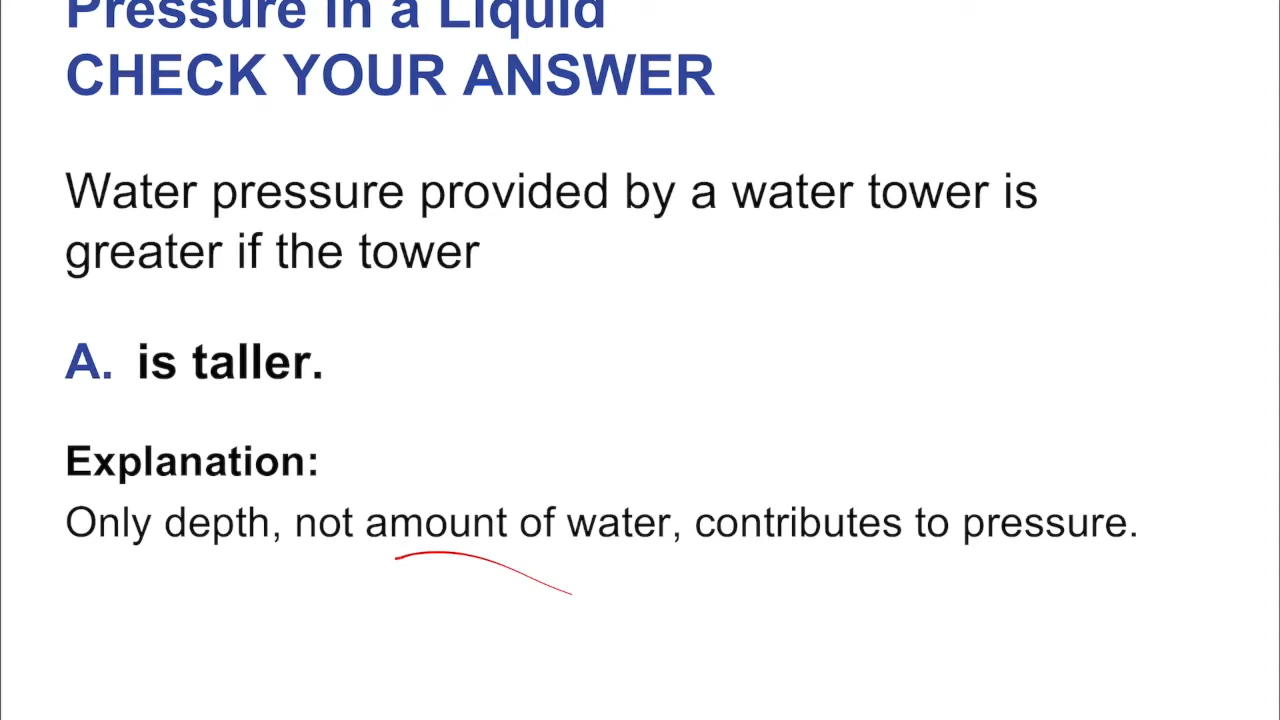 Pressure in a Liquid
CHECK YOUR ANSWER
Water pressure provided by a water tower is
greater if the tower
A. is taller.
Explanation:
Only depth, not amount of water, contributes to pressure.